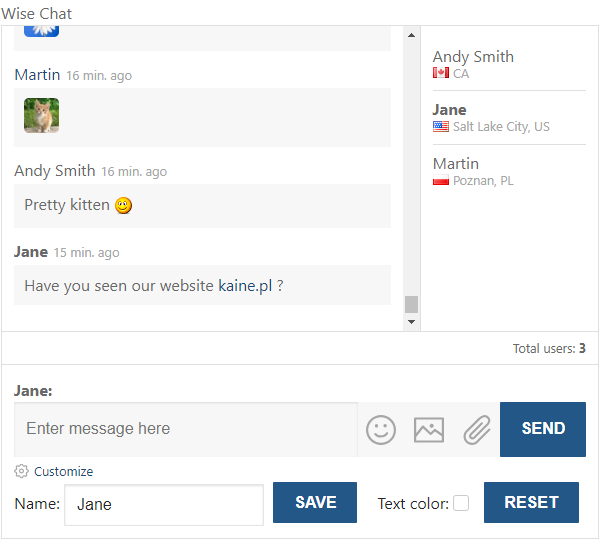 Wise Chat
Martin 16 min. ago
Andy Smith 16 min. ago
Pretty kitten
Jane 15 min. ago
Have you seen our website kaine.pl ?
Andy Smith
CA
Jane
Salt Lake City, US
Martin
Poznan, PL
Total users: 3
Jane:
Enter message here
SEND
Customize
Name: Jane SAVE Text color: RESET